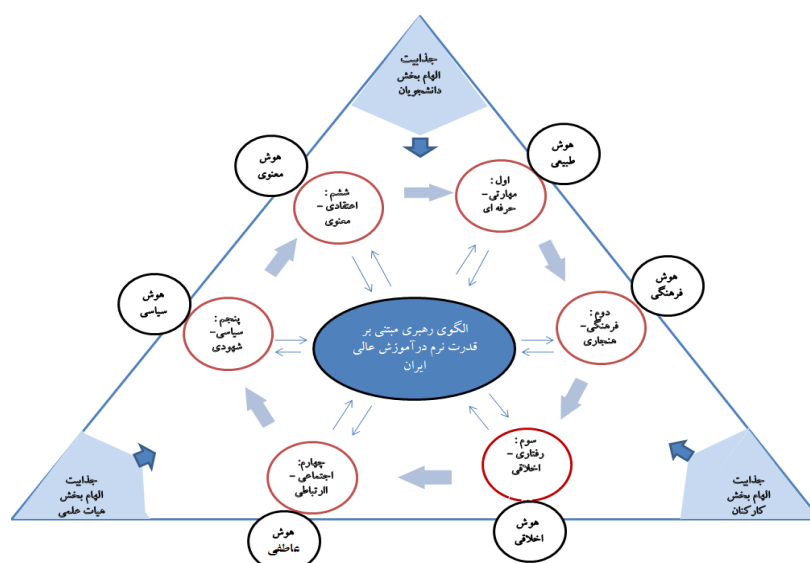 جذابیت
الهام بخش
دانشجویان
هوش
معنوی
هوش
طبیعی
ششم :
اعتقادی –
معنوی
اول :
مهارتی–
حرفه ای
هوش
سیاسی
هوش
فرهنگی
پنجم :
سیاسی–
شهودی
الگوی رهبری مبتنی بر
قدرت نرم درآموزش عالی
ایران
دوم :
فرهنگی–
هنجاری
چهارم:
اجتماعی –
اارتباطی
سوم :
رفتاری –
اخلاقی
جذابیت
الهام بخش
هیات علمی
جذابیت
الهام بخش
کارکنان
هوش
عاطفی
هوش
اخلاقی